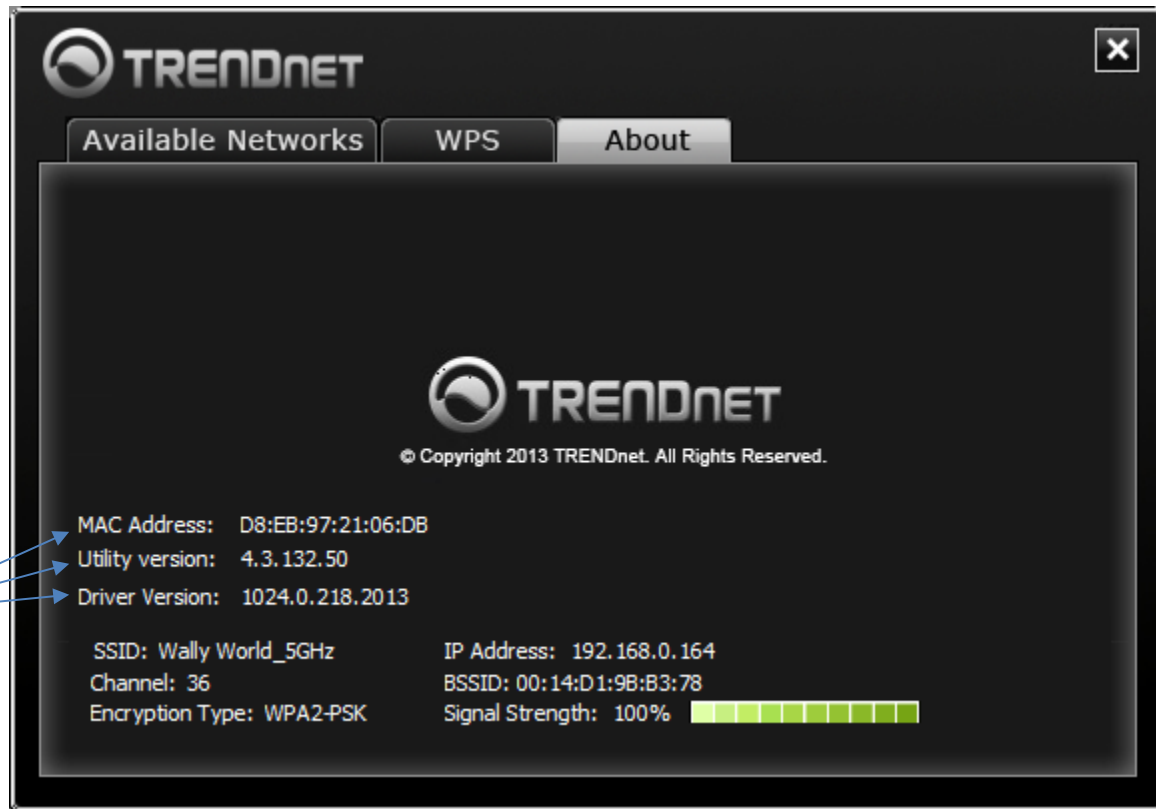 TRENDnet
Available Networks WPS About
TRENDnet
© Copyright 2013 TRENDnet. All Rights Reserved.
MAC Address: D8:EB:97:21:06:DB
Utility version: 4.3.132.50
Driver Version: 1024.0.218.2013
SSID: Wally World_5GHz IP Address: 192.168.0.164
Channel: 36 BSSID: 00:14:D1:9B:B3:78
Encryption Type: WPA2-PSK Signal Strength: 100%